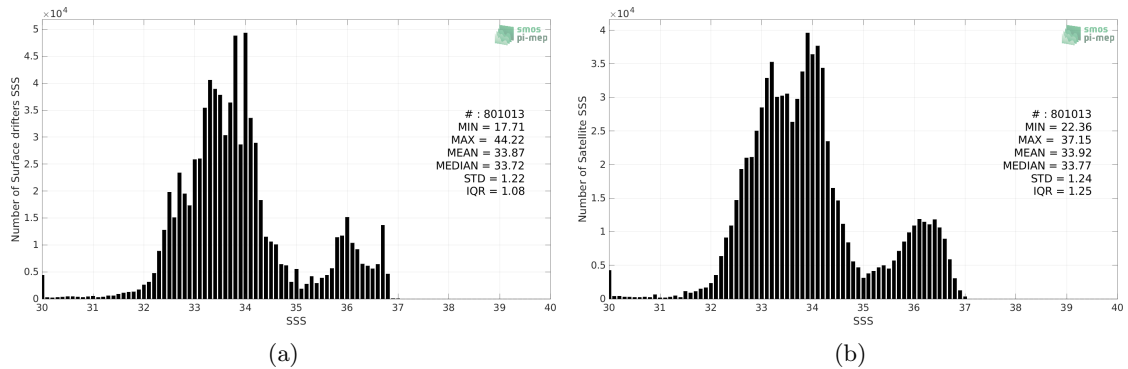 ×10⁴
5
4.5
4
3.5
3
2.5
2
1.5
1
0.5
0
Number of Surface drifters SSS
smos
pi-mep
# : 801013
MIN = 17.71
MAX = 44.22
MEAN = 33.87
MEDIAN = 33.72
STD = 1.22
IQR = 1.08
30 31 32 33 34 35 36 37 38 39 40
SSS
(a)
×10⁴
4
3.5
3
2.5
2
1.5
1
0.5
0
Number of Satellite SSS
smos
pi-mep
# : 801013
MIN = 22.36
MAX = 37.15
MEAN = 33.92
MEDIAN = 33.77
STD = 1.24
IQR = 1.25
30 31 32 33 34 35 36 37 38 39 40
SSS
(b)